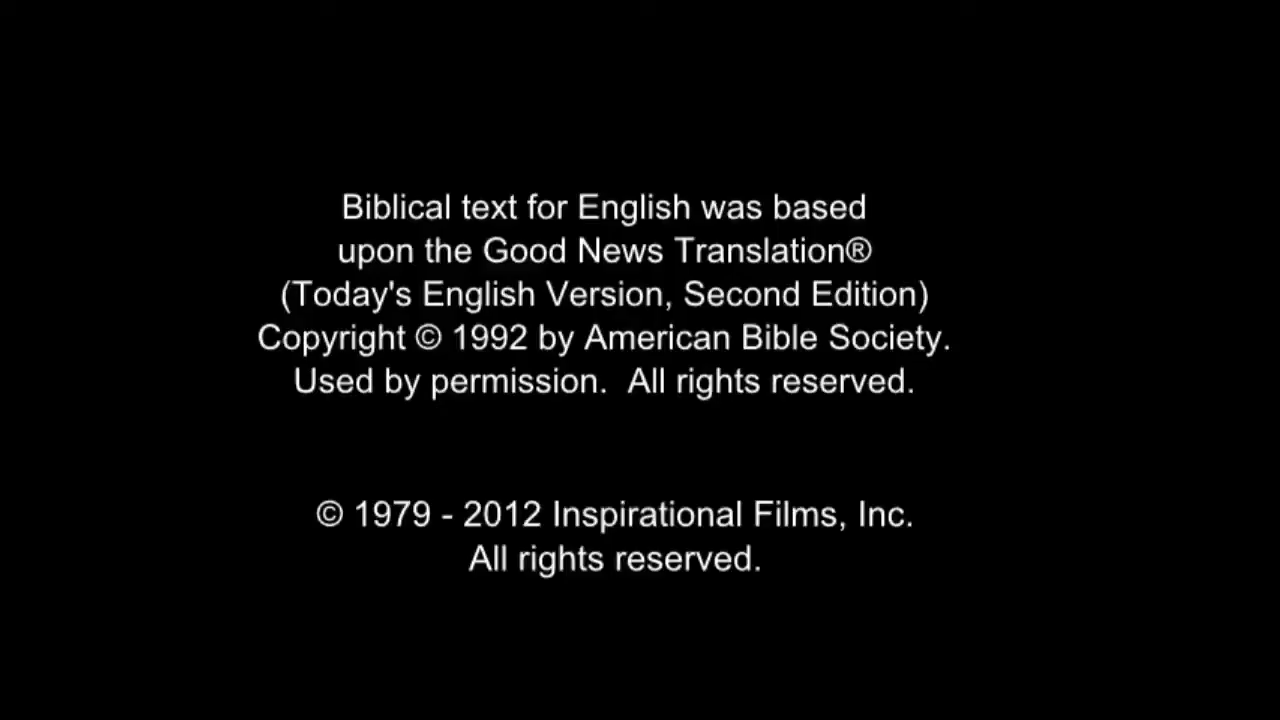 Biblical text for English was based
upon the Good News Translation®
(Today's English Version, Second Edition)
Copyright © 1992 by American Bible Society.
Used by permission.  All rights reserved.
© 1979 - 2012 Inspirational Films, Inc.
All rights reserved.